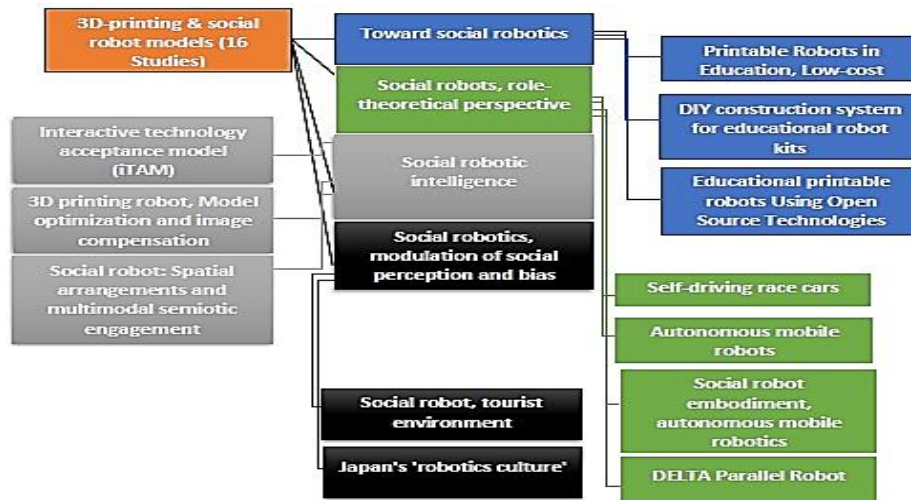 3D-printing & social
robot models (16
Studies)
Toward social robotics
Social robots, role-
theoretical perspective
Social robotic
intelligence
Social robotics,
modulation of social
perception and bias
Interactive technology
acceptance model
(iTAM)
3D printing robot, Model
optimization and image
compensation
Social robot: Spatial
arrangements and
multimodal semiotic
engagement
Printable Robots in
Education, Low-cost
DIY construction system
for educational robot
kits
Educational printable
robots Using Open
Source Technologies
Self-driving race cars
Autonomous mobile
robots
Social robot
embodiment,
autonomous mobile
robotics
DELTA Parallel Robot
Social robot, tourist
environment
Japan's 'robotics culture'